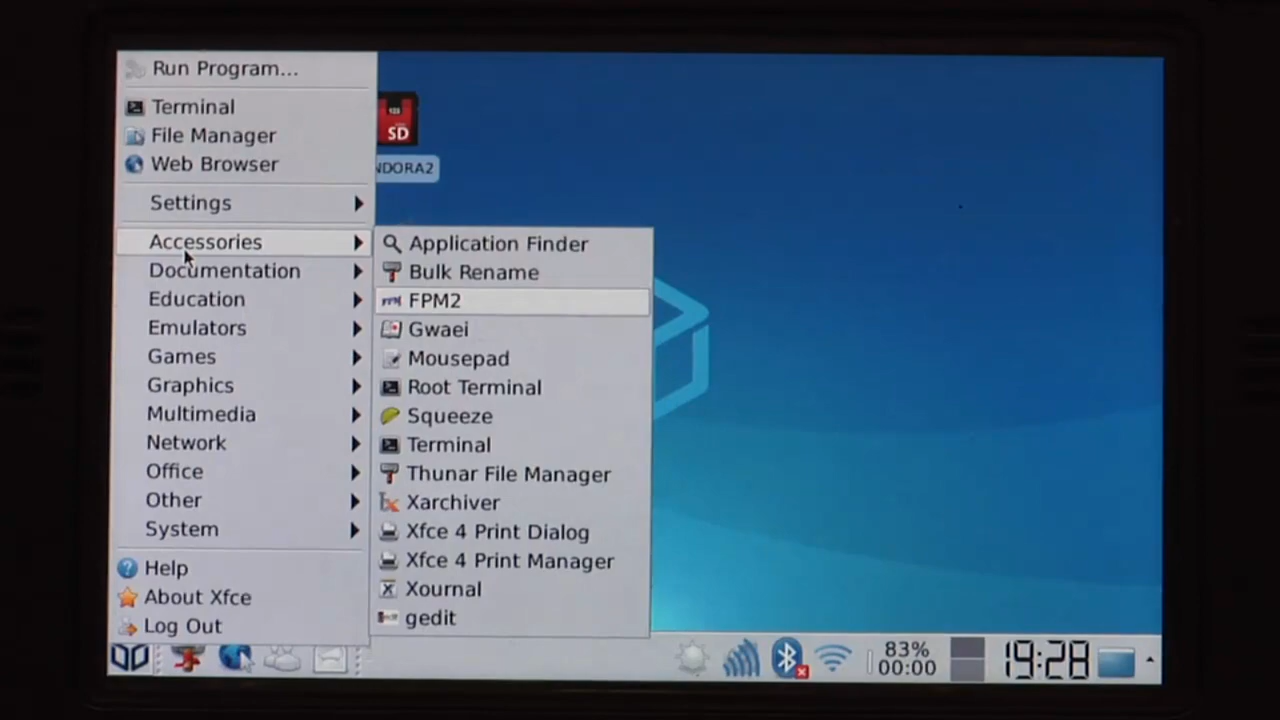 Run Program...
Terminal
File Manager
Web Browser
Settings
Accessories
Documentation
Education
Emulators
Games
Graphics
Multimedia
Network
Office
Other
System
Help
About Xfce
Log Out
SD
NDORA2
Application Finder
Bulk Rename
FPM2
Gwaei
Mousepad
Root Terminal
Squeeze
Terminal
Thunar File Manager
Xarchiver
Xfce 4 Print Dialog
Xfce 4 Print Manager
Xournal
gedit
83%
00:00
19:28